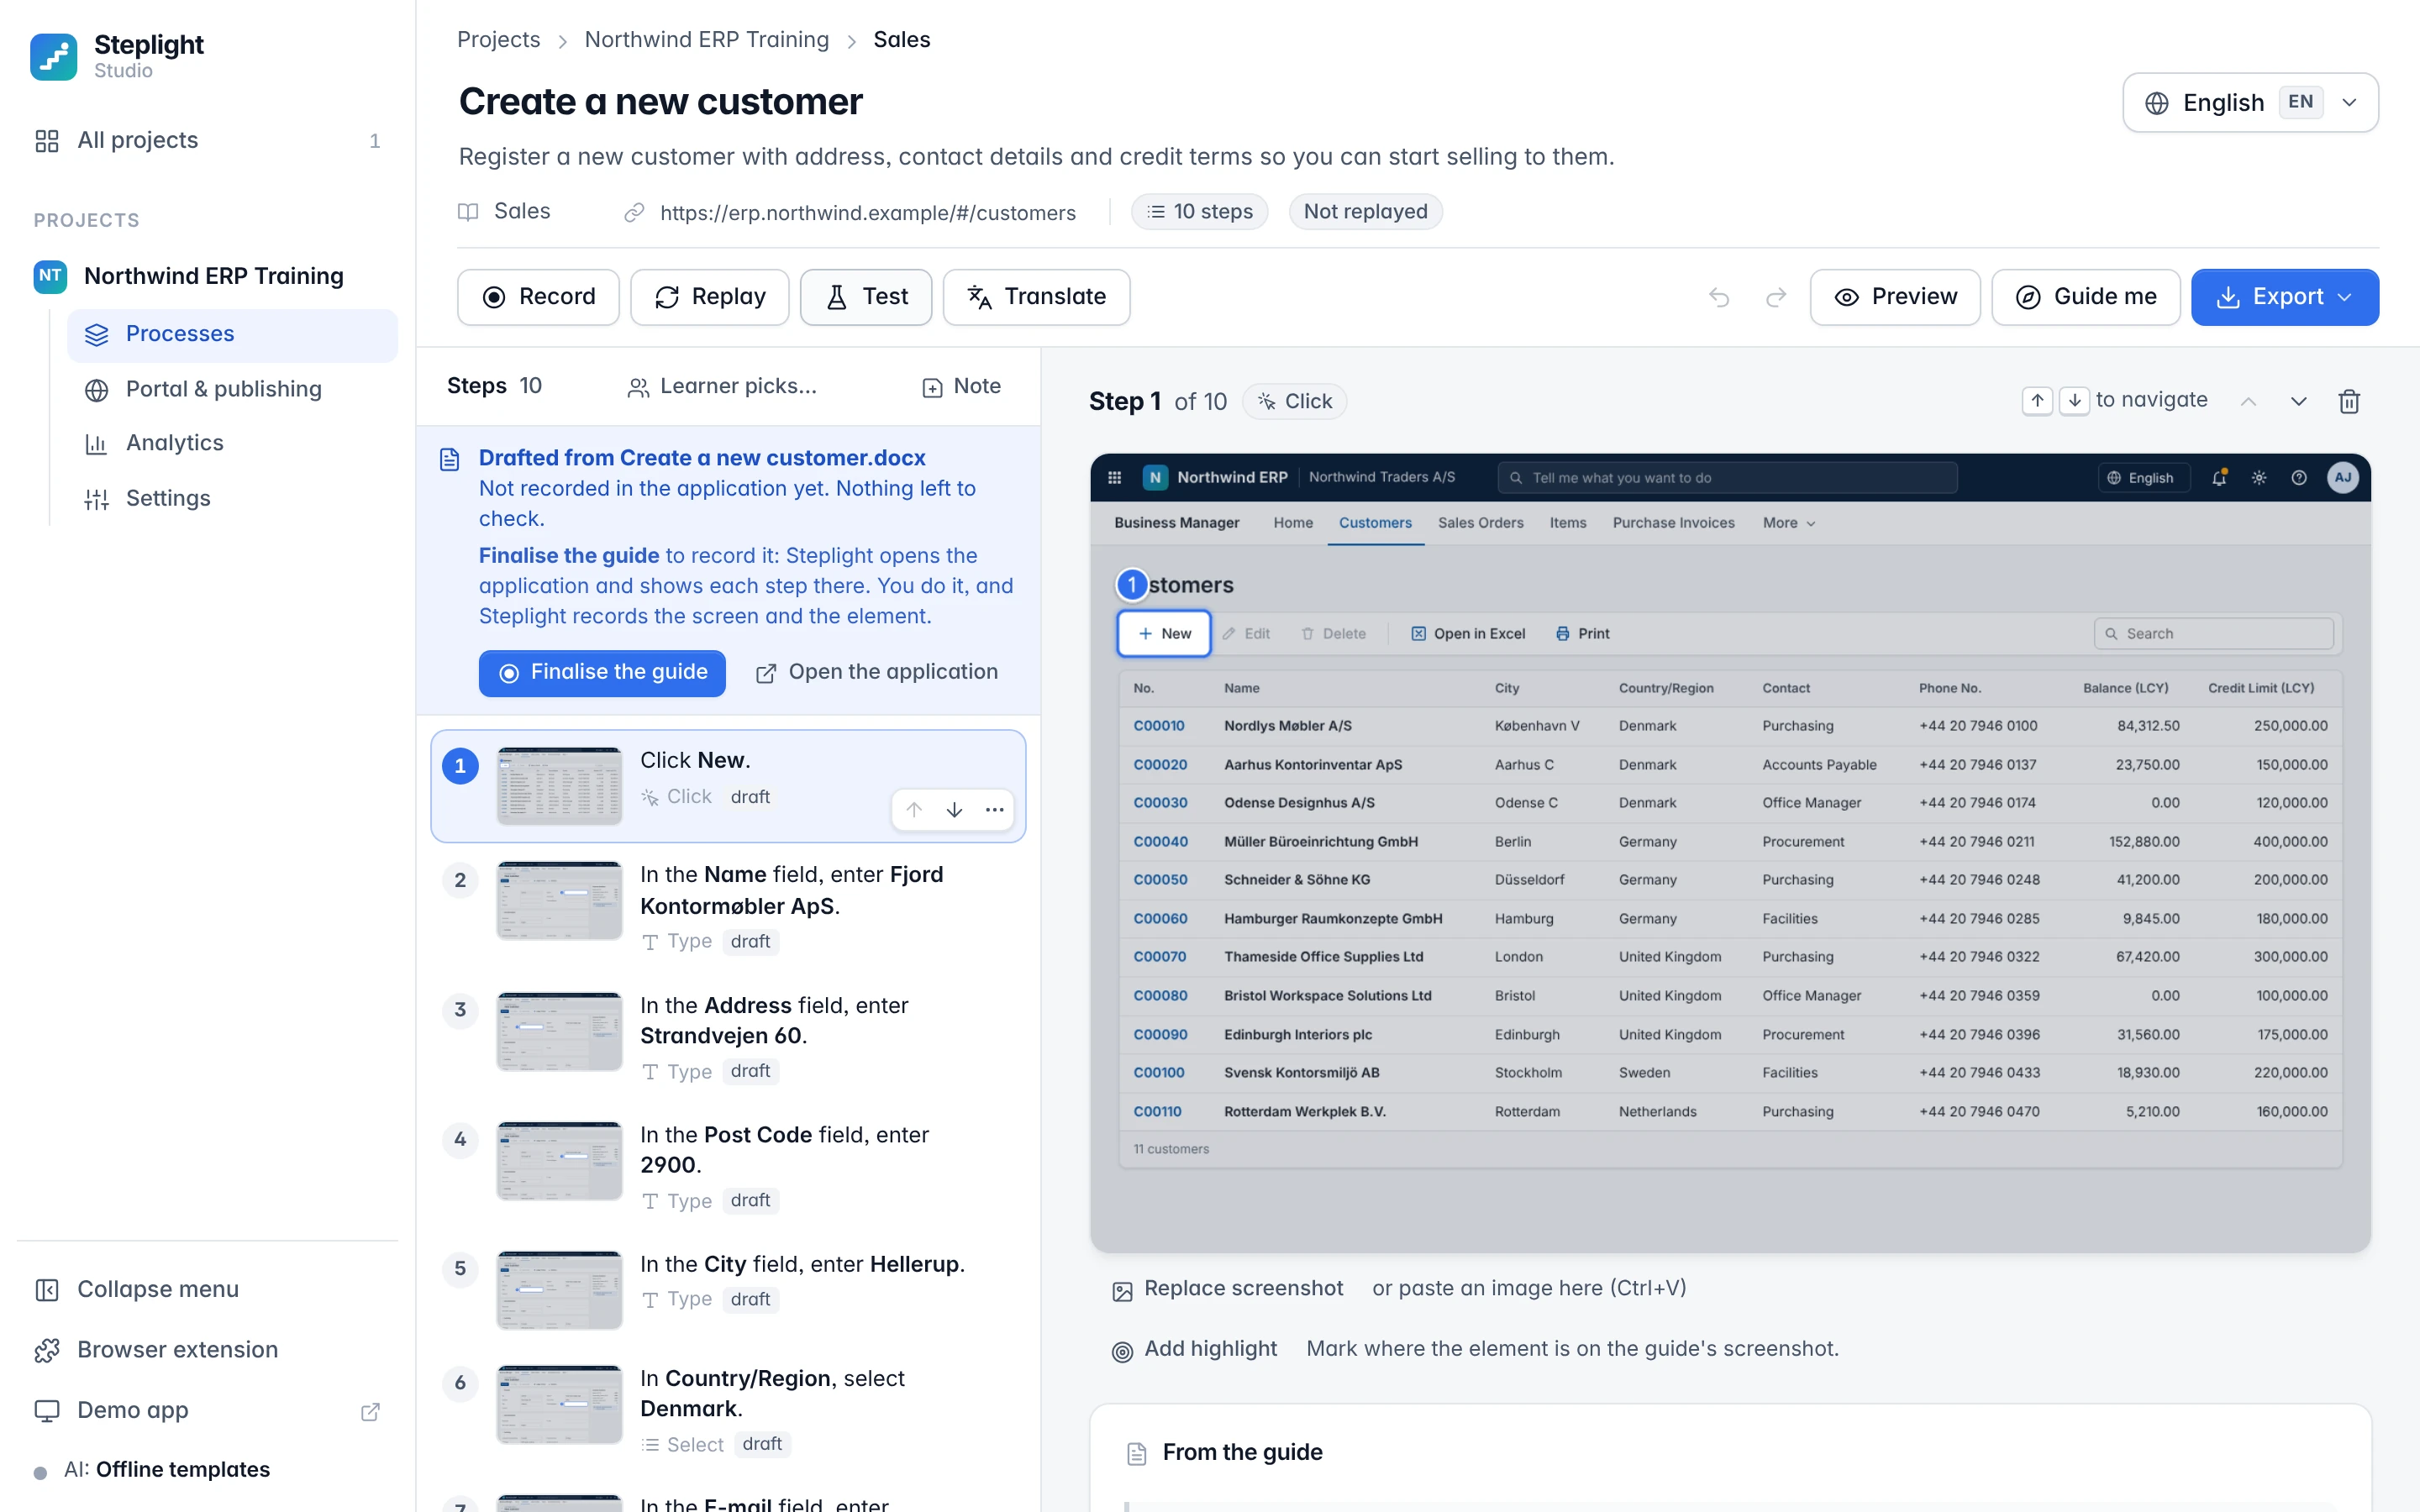 Steplight
Studio
All projects 1
PROJECTS
NT Northwind ERP Training
Processes
Portal & publishing
Analytics
Settings
Collapse menu
Browser extension
Demo app
AI: Offline templates
Projects > Northwind ERP Training > Sales
Create a new customer
English EN
Register a new customer with address, contact details and credit terms so you can start selling to them.
Sales https://erp.northwind.example/#/customers 10 steps Not replayed
Record Replay Test Translate Preview Guide me Export
Steps 10 Learner picks... Note
Drafted from Create a new customer.docx
Not recorded in the application yet. Nothing left to
check.
Finalise the guide to record it: Steplight opens the
application and shows each step there. You do it, and
Steplight records the screen and the element.
Finalise the guide Open the application
1 Click New.
Click draft
2 In the Name field, enter Fjord
Kontormøbler ApS.
Type draft
3 In the Address field, enter
Strandvejen 60.
Type draft
4 In the Post Code field, enter
2900.
Type draft
5 In the City field, enter Hellerup.
Type draft
6 In Country/Region, select
Denmark.
Select draft
7 In the E-mail field, enter
Step 1 of 10 Click to navigate
N Northwind ERP Northwind Traders A/S Tell me what you want to do English AJ
Business Manager Home Customers Sales Orders Items Purchase Invoices More
1 stomers
New Edit Delete Open in Excel Print Search
No. Name City Country/Region Contact Phone No. Balance (LCY) Credit Limit (LCY)
C00010 Nordlys Møbler A/S København V Denmark Purchasing +44 20 7946 0100 84,312.50 250,000.00
C00020 Aarhus Kontorinventar ApS Aarhus C Denmark Accounts Payable +44 20 7946 0137 23,750.00 150,000.00
C00030 Odense Designhus A/S Odense C Denmark Office Manager +44 20 7946 0174 0.00 120,000.00
C00040 Müller Büroeinrichtung GmbH Berlin Germany Procurement +44 20 7946 0211 152,880.00 400,000.00
C00050 Schneider & Söhne KG Düsseldorf Germany Purchasing +44 20 7946 0248 41,200.00 200,000.00
C00060 Hamburger Raumkonzepte GmbH Hamburg Germany Facilities +44 20 7946 0285 9,845.00 180,000.00
C00070 Thameside Office Supplies Ltd London United Kingdom Purchasing +44 20 7946 0322 67,420.00 300,000.00
C00080 Bristol Workspace Solutions Ltd Bristol United Kingdom Office Manager +44 20 7946 0359 0.00 100,000.00
C00090 Edinburgh Interiors plc Edinburgh United Kingdom Procurement +44 20 7946 0396 31,560.00 175,000.00
C00100 Svensk Kontorsmiljö AB Stockholm Sweden Facilities +44 20 7946 0433 18,930.00 220,000.00
C00110 Rotterdam Werkplek B.V. Rotterdam Netherlands Purchasing +44 20 7946 0470 5,210.00 160,000.00
11 customers
Replace screenshot or paste an image here (Ctrl+V)
Add highlight Mark where the element is on the guide's screenshot.
From the guide